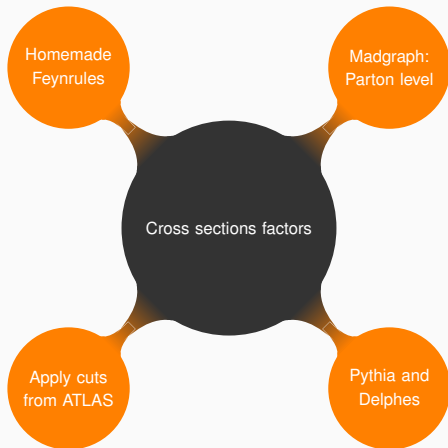 Homemade
Feynrules
Madgraph:
Parton level
Cross sections factors
Apply cuts
from ATLAS
Pythia and
Delphes